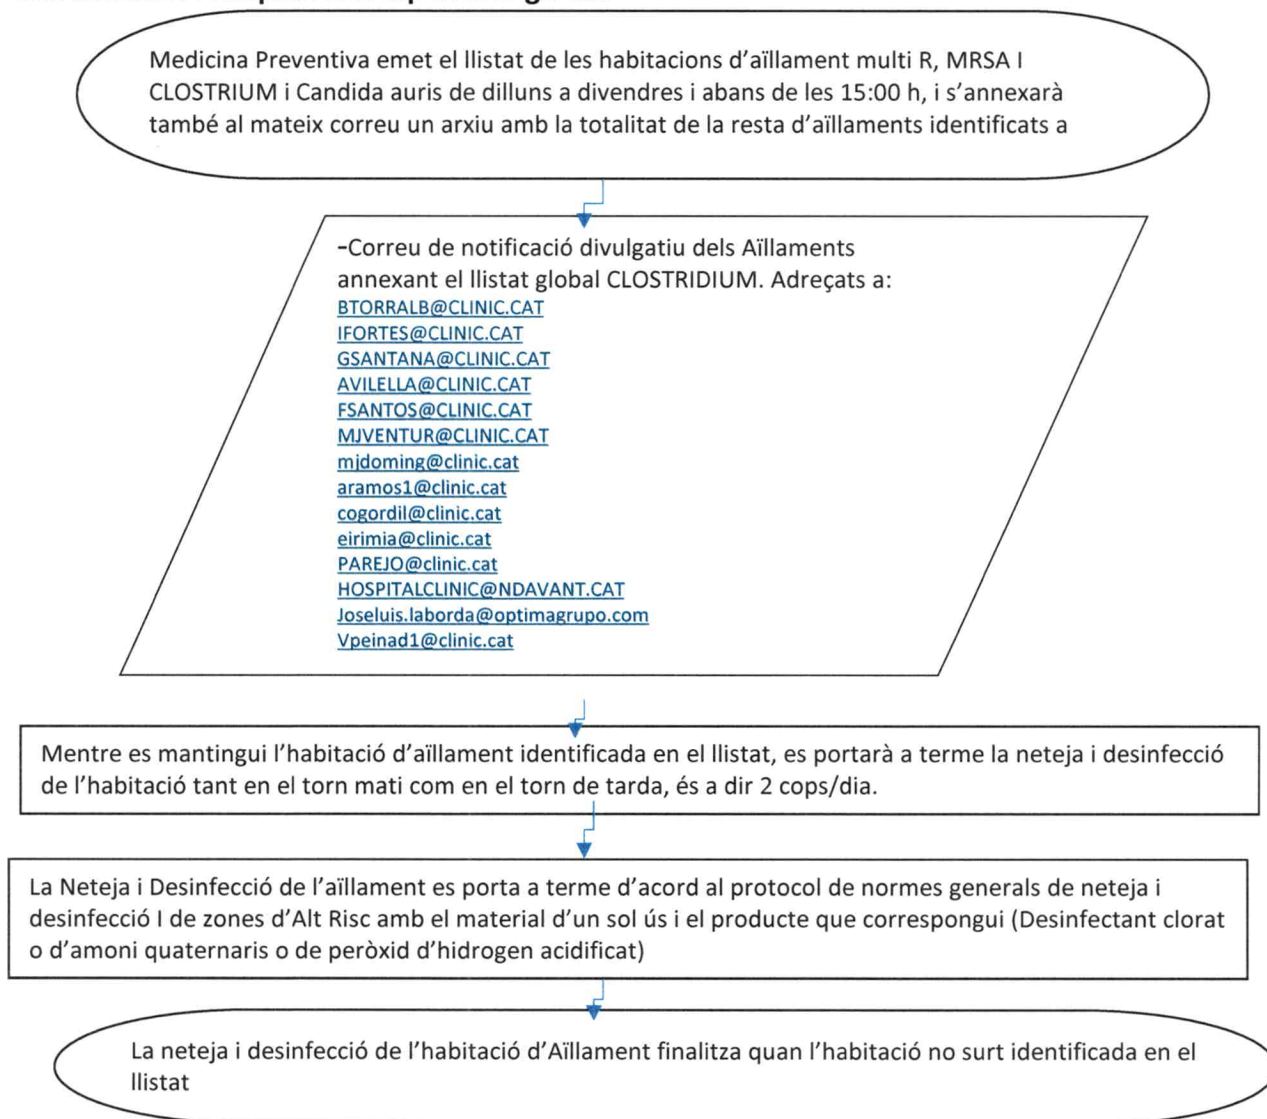 Medicina Preventiva emet el llistat de les habitacions d'aïllament multi R, MRSA I
CLOSTRIUM i Candida auris de dilluns a divendres i abans de les 15:00 h, i s'annexarà
també al mateix correu un arxiu amb la totalitat de la resta d'aïllaments identificats a
-Correu de notificació divulgatiu dels Aïllaments
annexant el llistat global CLOSTRIDIUM. Adreçats a:
BTORRALB@CLINIC.CAT
IFORTES@CLINIC.CAT
GSANTANA@CLINIC.CAT
AVILELLA@CLINIC.CAT
FSANTOS@CLINIC.CAT
MJVENTUR@CLINIC.CAT
mjdoming@clinic.cat
aramos1@clinic.cat
cogordil@clinic.cat
eirimia@clinic.cat
PAREJO@clinic.cat
HOSPITALCLINIC@NDAVANT.CAT
Joseluis.laborda@optimagrupo.com
Vpeinad1@clinic.cat
Mentre es mantingui l'habitació d'aïllament identificada en el llistat, es portarà a terme la neteja i desinfecció
de l'habitació tant en el torn mati com en el torn de tarda, és a dir 2 cops/dia.
La Neteja i Desinfecció de l'aïllament es porta a terme d'acord al protocol de normes generals de neteja i
desinfecció I de zones d'Alt Risc amb el material d'un sol ús i el producte que correspongui (Desinfectant clorat
o d'amoni quaternaris o de peròxid d'hidrogen acidificat)
La neteja i desinfecció de l'habitació d'Aïllament finalitza quan l'habitació no surt identificada en el
llistat